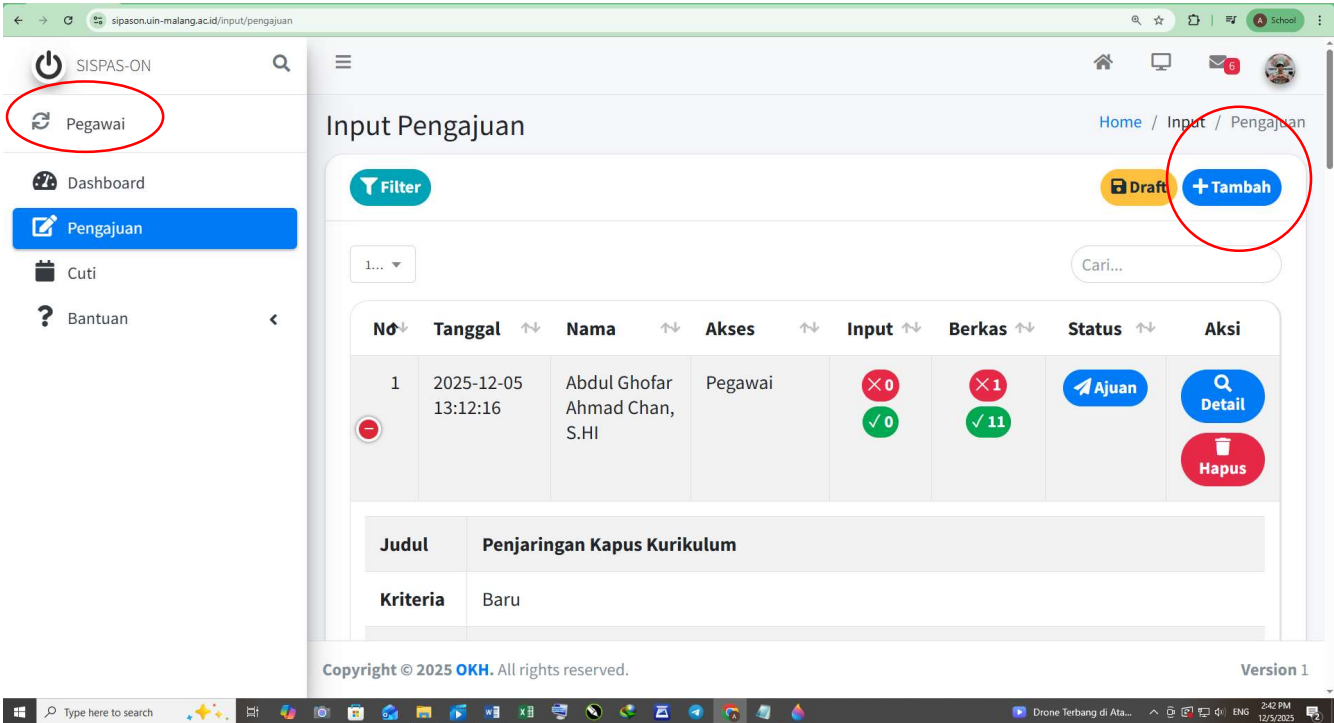 sipason.uin-malang.ac.id/input/pengajuan
School
SISPAS-ON
6
Pegawai
Input Pengajuan
Home / Input / Pengajuan
Dashboard
Filter
Draft
Tambah
Pengajuan
Cuti
1...
Cari...
Bantuan
No Tanggal Nama Akses Input Berkas Status Aksi
1 2025-12-05 13:12:16 Abdul Ghofar Ahmad Chan, S.HI Pegawai 0 0 1 11 Ajuan Detail Hapus
Judul Penjaringan Kapus Kurikulum
Kriteria Baru
Copyright © 2025 OKH. All rights reserved.
Version 1
Type here to search
Drone Terbang di Ata...
ENG
2:42 PM
12/5/2025